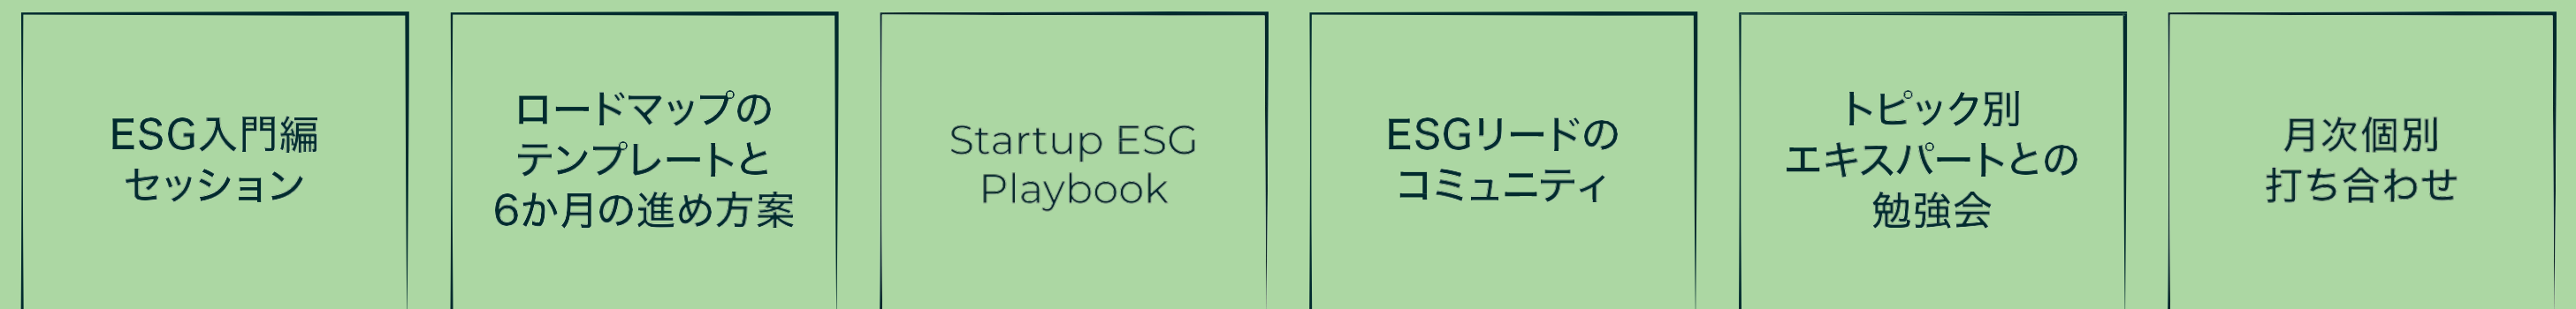 ESG入門編
セッション
ロードマップの
テンプレートと
6か月の進め方案
Startup ESG
Playbook
ESGリードの
コミュニティ
トピック別
エキスパートとの
勉強会
月次個別
打ち合わせ